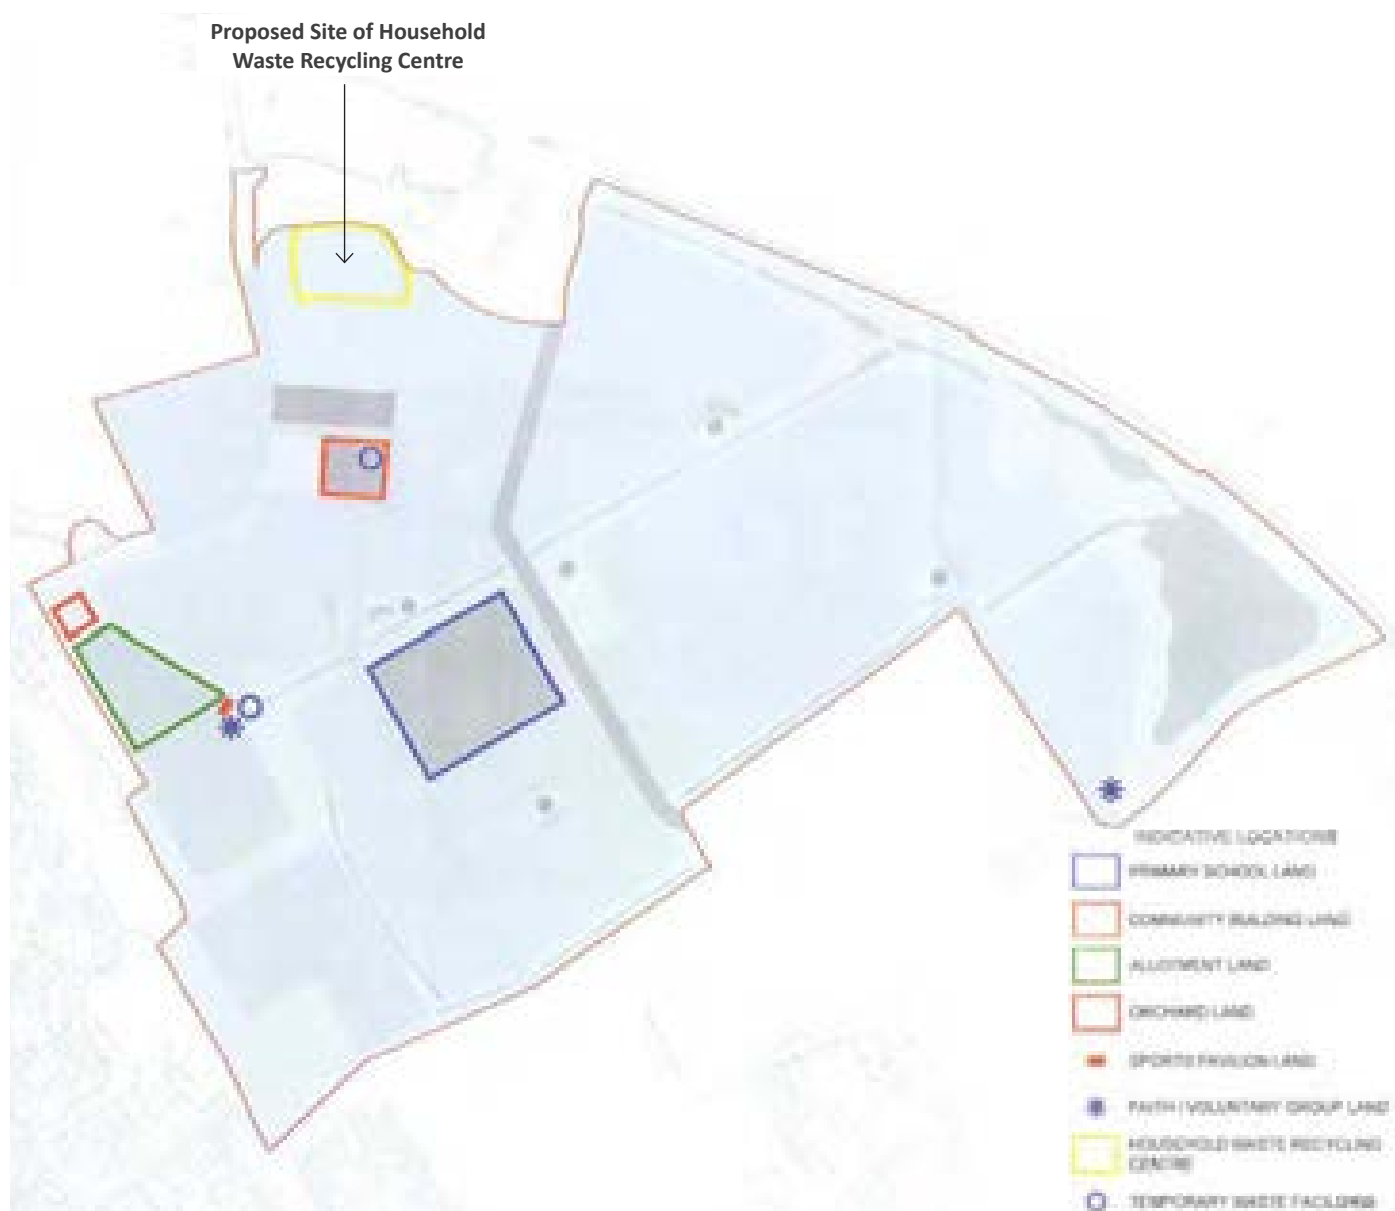 Proposed Site of Household
Waste Recycling Centre
INDICATIVE LOCATIONS
PRIMARY SCHOOL LAND
COMMUNITY BUILDING LAND
ALLOTMENT LAND
ORCHARD LAND
SPORTS PAVILION LAND
FAITH / VOLUNTARY GROUP LAND
HOUSEHOLD WASTE RECYCLING
CENTRE
TEMPORARY WASTE FACILITIES